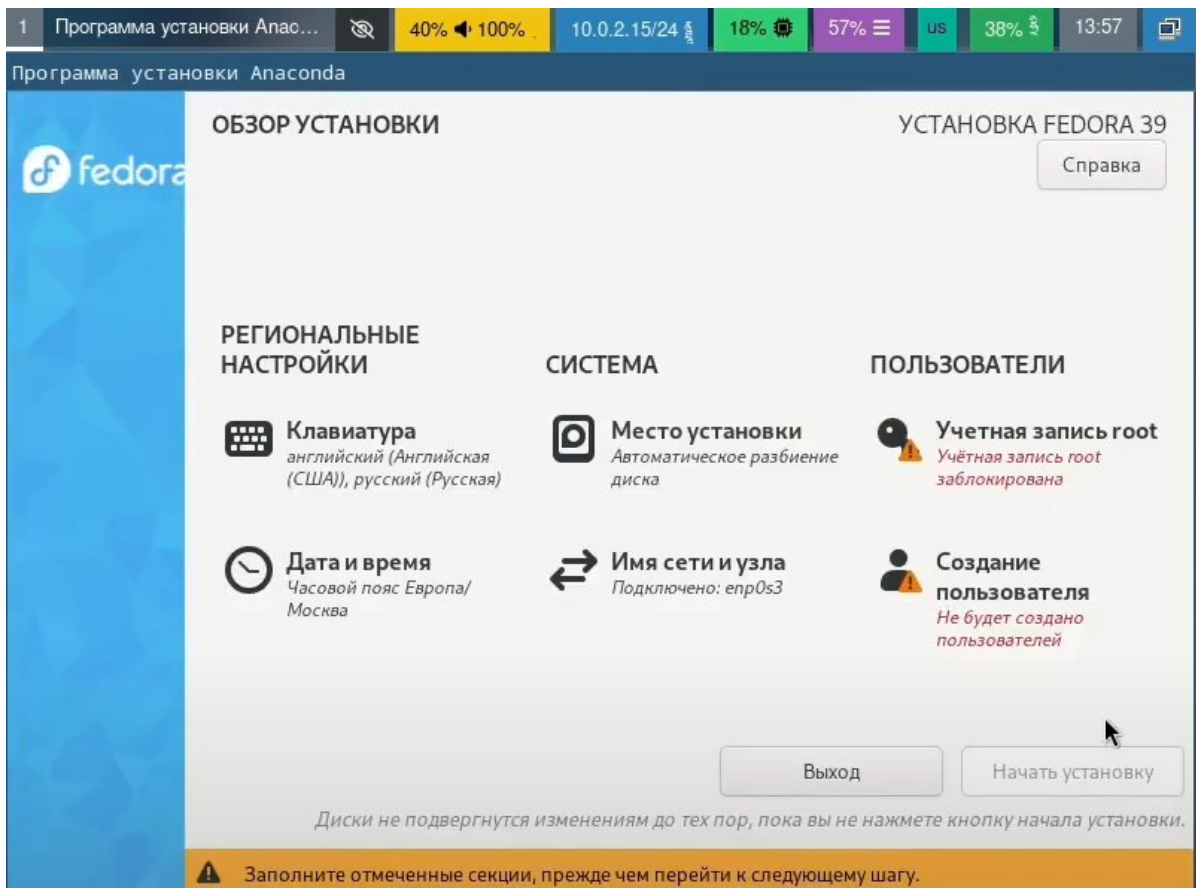 1 Программа установки Anac... 40% 100% 10.0.2.15/24 18% 57% us 38% 13:57
Программа установки Anaconda
fedora
ОБЗОР УСТАНОВКИ
УСТАНОВКА FEDORA 39
Справка
РЕГИОНАЛЬНЫЕ
НАСТРОЙКИ
Клавиатура
английский (Английская
(США)), русский (Русская)
Дата и время
Часовой пояс Европа/
Москва
СИСТЕМА
Место установки
Автоматическое разбиение
диска
Имя сети и узла
Подключено: enp0s3
ПОЛЬЗОВАТЕЛИ
Учетная запись root
Учётная запись root
заблокирована
Создание
пользователя
Не будет создано
пользователей
Выход
Начать установку
Диски не подвергнутся изменениям до тех пор, пока вы не нажмете кнопку начала установки.
Заполните отмеченные секции, прежде чем перейти к следующему шагу.